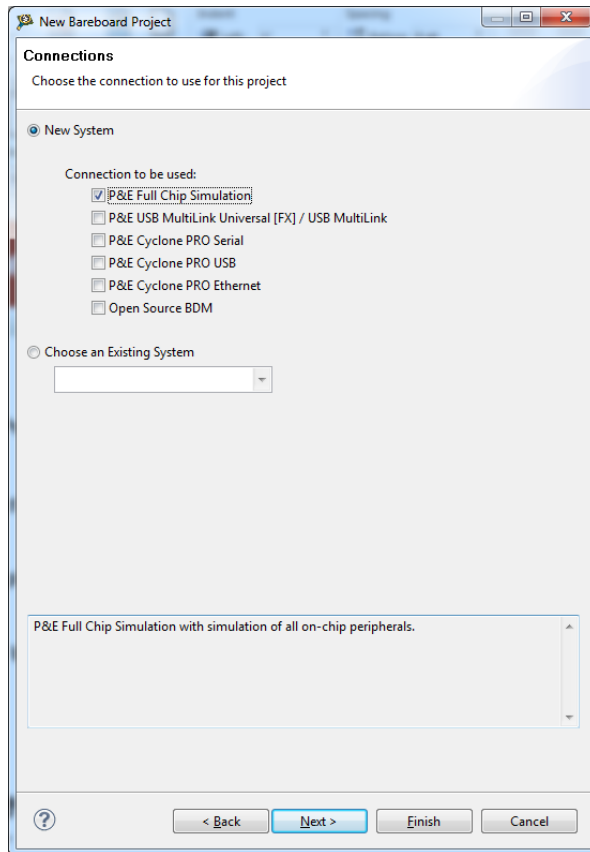 New Bareboard Project
Connections
Choose the connection to use for this project
New System
Connection to be used:
P&E Full Chip Simulation
P&E USB MultiLink Universal [FX] / USB MultiLink
P&E Cyclone PRO Serial
P&E Cyclone PRO USB
P&E Cyclone PRO Ethernet
Open Source BDM
Choose an Existing System
P&E Full Chip Simulation with simulation of all on-chip peripherals.
? < Back Next > Finish Cancel